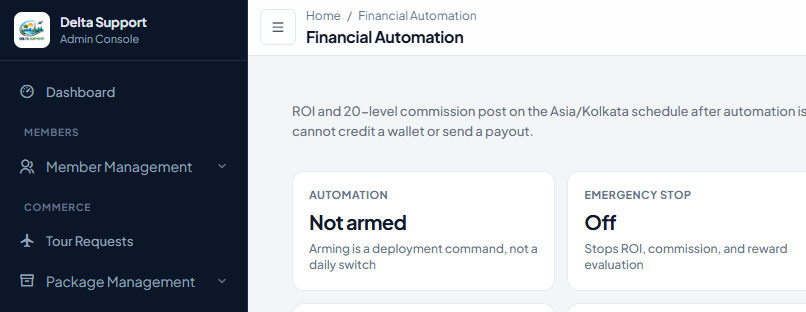 Delta Support
Admin Console
Dashboard
MEMBERS
Member Management
COMMERCE
Tour Requests
Package Management
Home / Financial Automation
Financial Automation
ROI and 20-level commission post on the Asia/Kolkata schedule after automation is
cannot credit a wallet or send a payout.
AUTOMATION
Not armed
Arming is a deployment command, not a
daily switch
EMERGENCY STOP
Off
Stops ROI, commission, and reward
evaluation